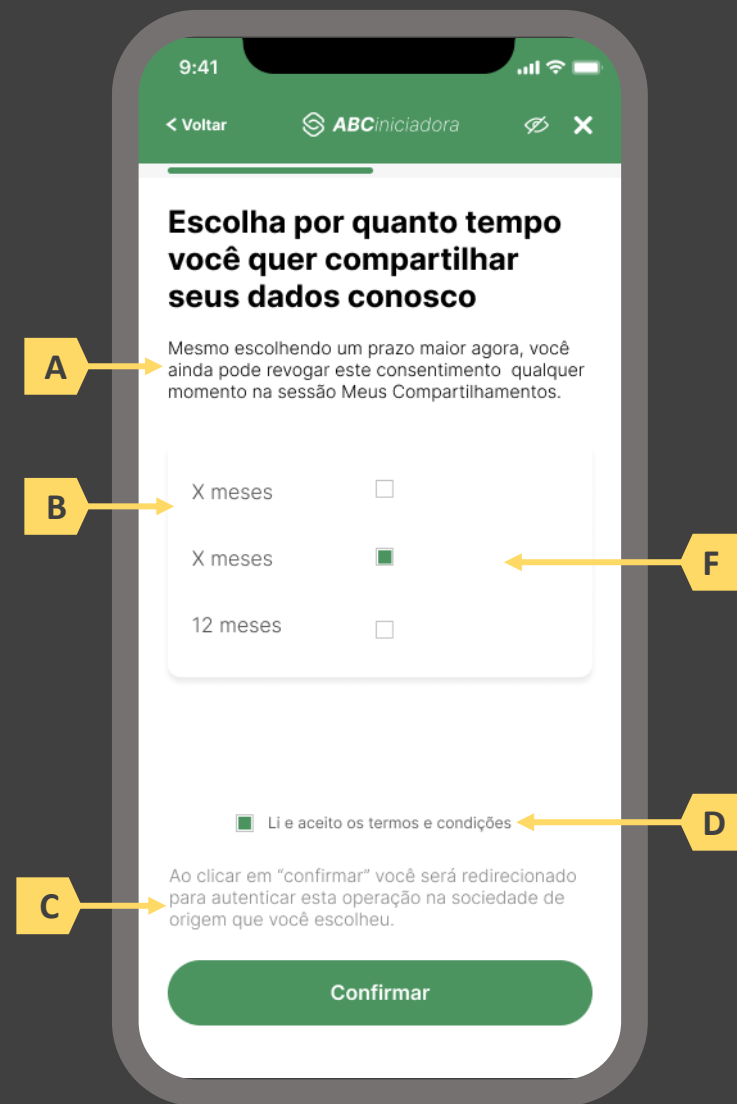 9:41
< Voltar
ABCiniciadora
Escolha por quanto tempo
você quer compartilhar
seus dados conosco
A
Mesmo escolhendo um prazo maior agora, você
ainda pode revogar este consentimento  qualquer
momento na sessão Meus Compartilhamentos.
B
X meses
X meses
F
12 meses
Li e aceito os termos e condições
D
C
Ao clicar em “confirmar” você será redirecionado
para autenticar esta operação na sociedade de
origem que você escolheu.
Confirmar